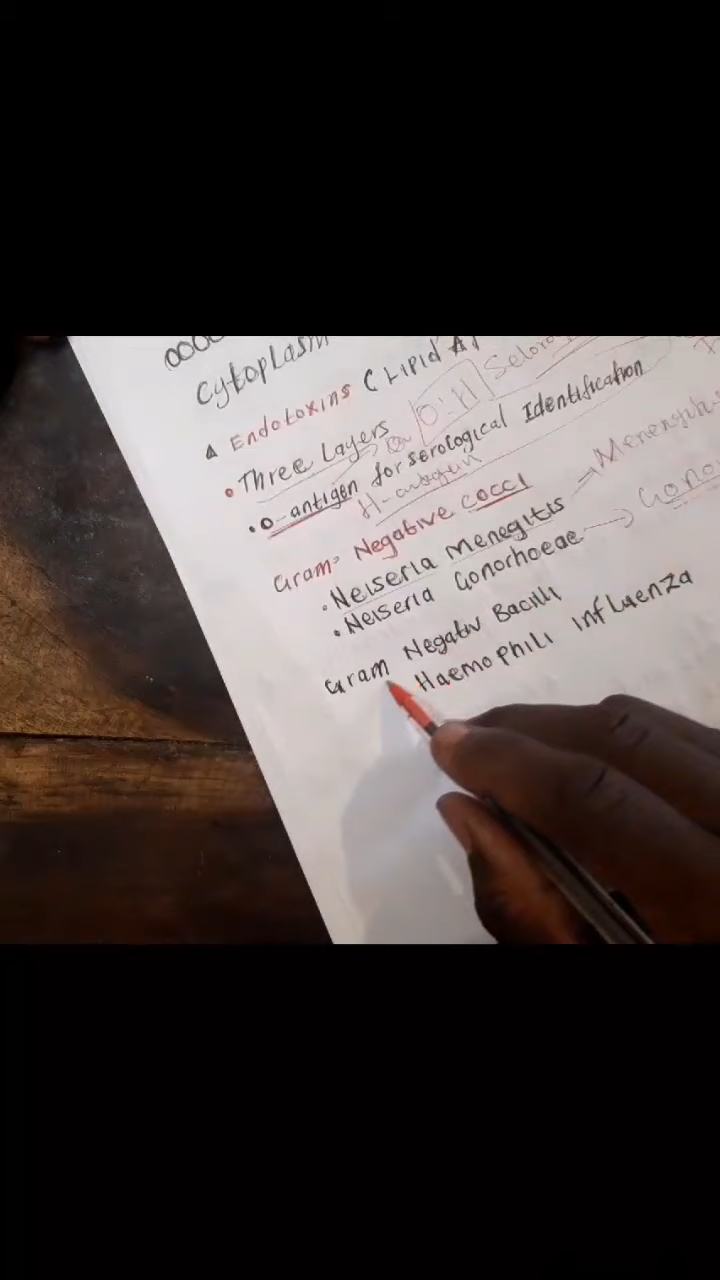 Cytoplasm
Endotoxins (Lipid A,
• Three Layers O:H
• O-antigen for serological Identification
H-antigen
Gram- Negative cocci
• Neiseria Menegitis
• Neiseria Gonorhoeae
Gram Negativ Bacilli
Haemophili Influenza